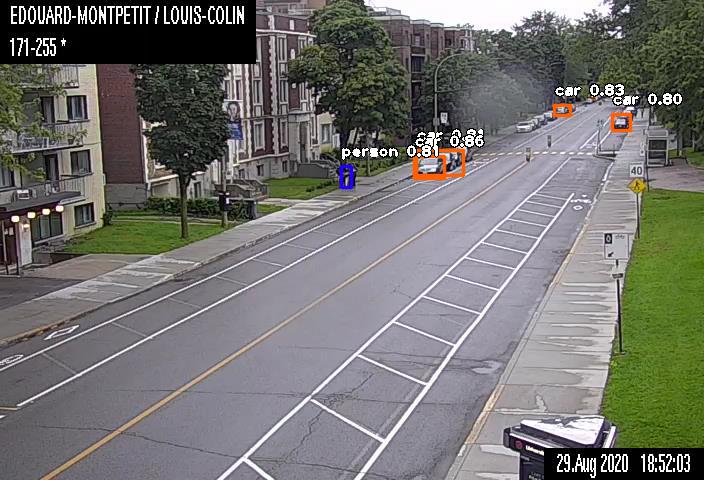 EDOUARD-MONTPETIT / LOUIS-COLIN
171-255 *
car 0.83
car 0.80
car 0.86
person 0.81
40
29.Aug 2020 18:52:03